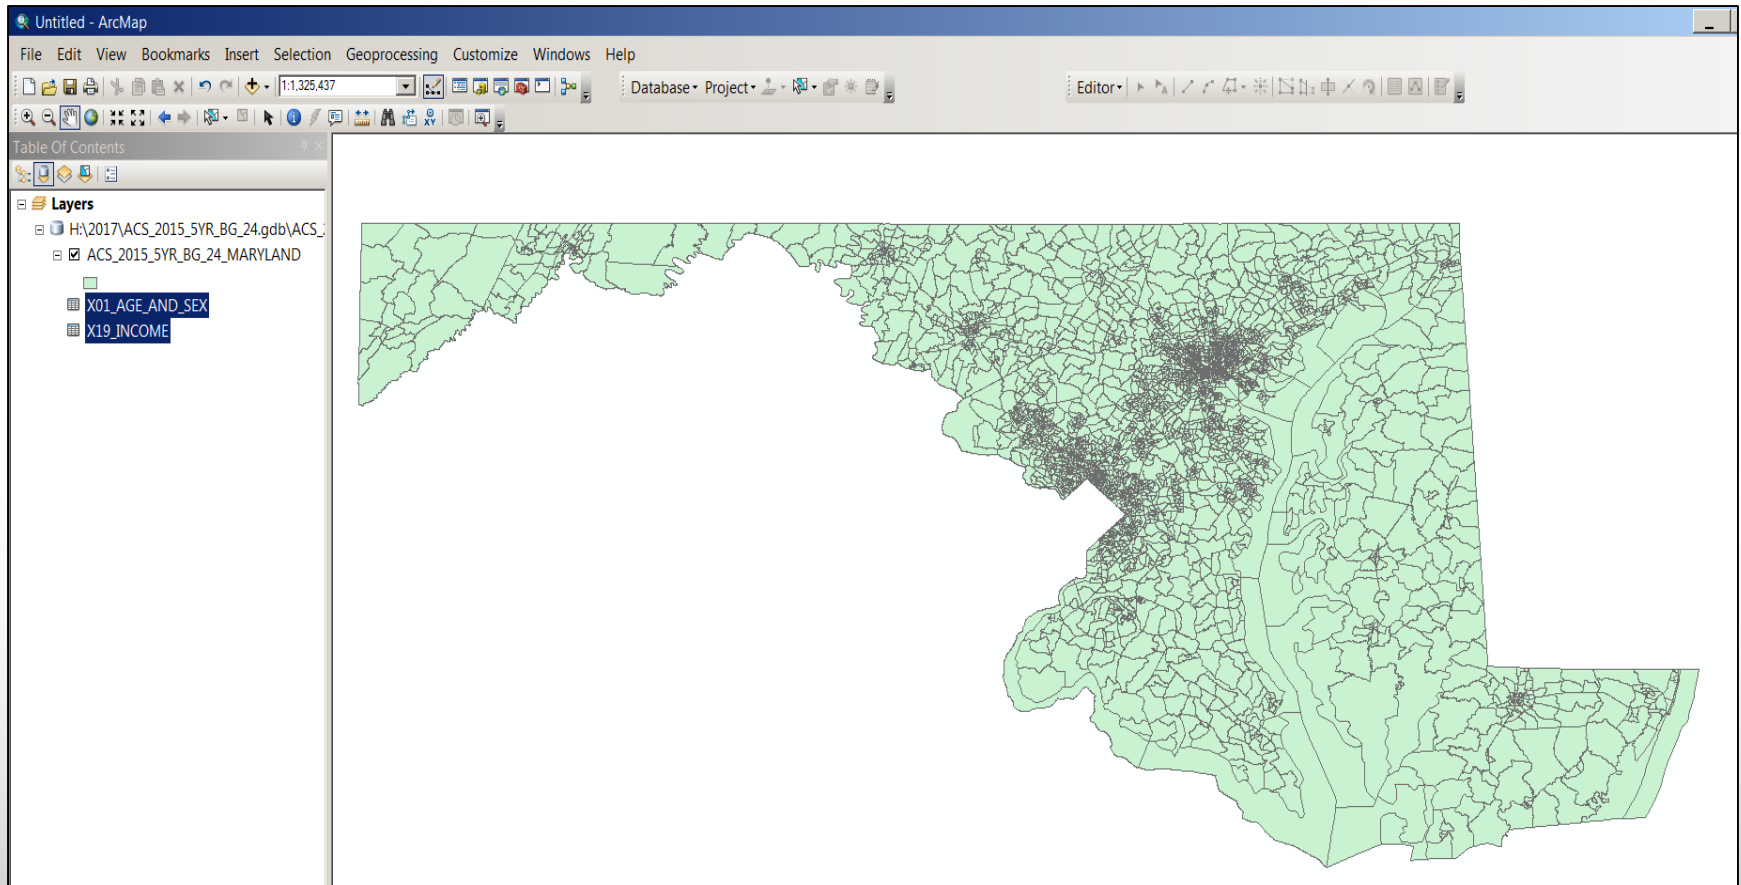 Untitled - ArcMap
File Edit View Bookmarks Insert Selection Geoprocessing Customize Windows Help
1:1,325,437 Database Project Editor
XY
Table Of Contents
Layers
H:\2017\ACS_2015_5YR_BG_24.gdb\ACS_
ACS_2015_5YR_BG_24_MARYLAND
X01_AGE_AND_SEX
X19_INCOME